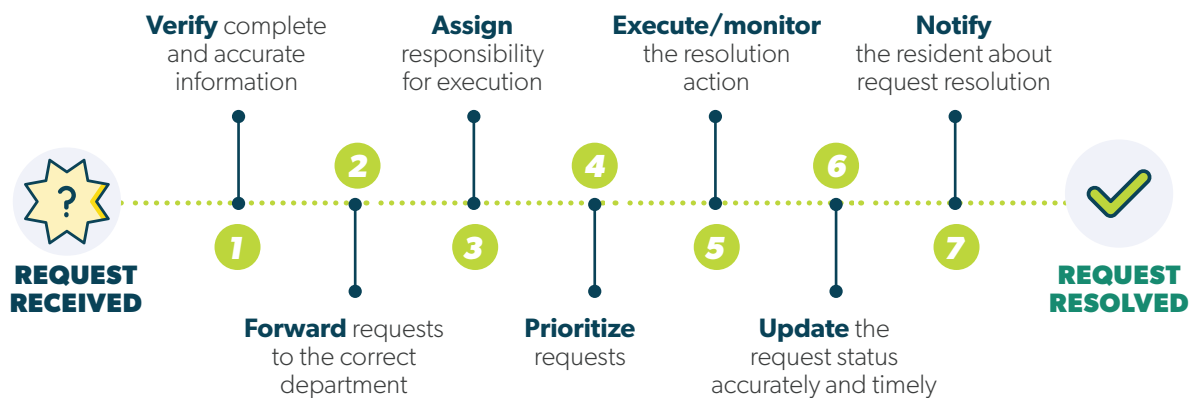 ?
REQUEST
RECEIVED
Verify complete
and accurate
information
1
2
Forward requests
to the correct
department
Assign
responsibility
for execution
3
4
Prioritize
requests
Execute/monitor
the resolution
action
5
6
Update the
request status
accurately and timely
Notify
the resident about
request resolution
7
REQUEST
RESOLVED